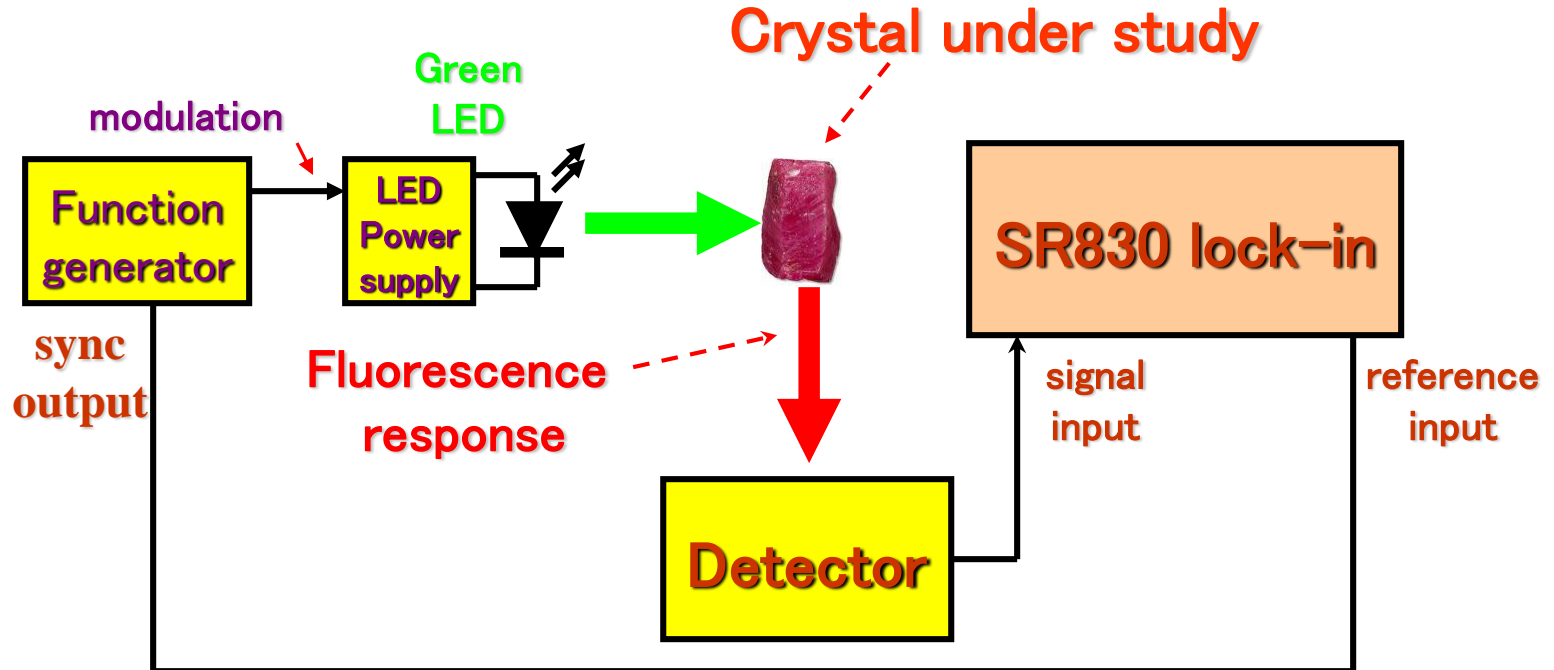 Crystal under study
Green
LED
modulation
Function
generator
LED
Power
supply
SR830 lock-in
sync
output
Fluorescence
response
signal
input
reference
input
Detector